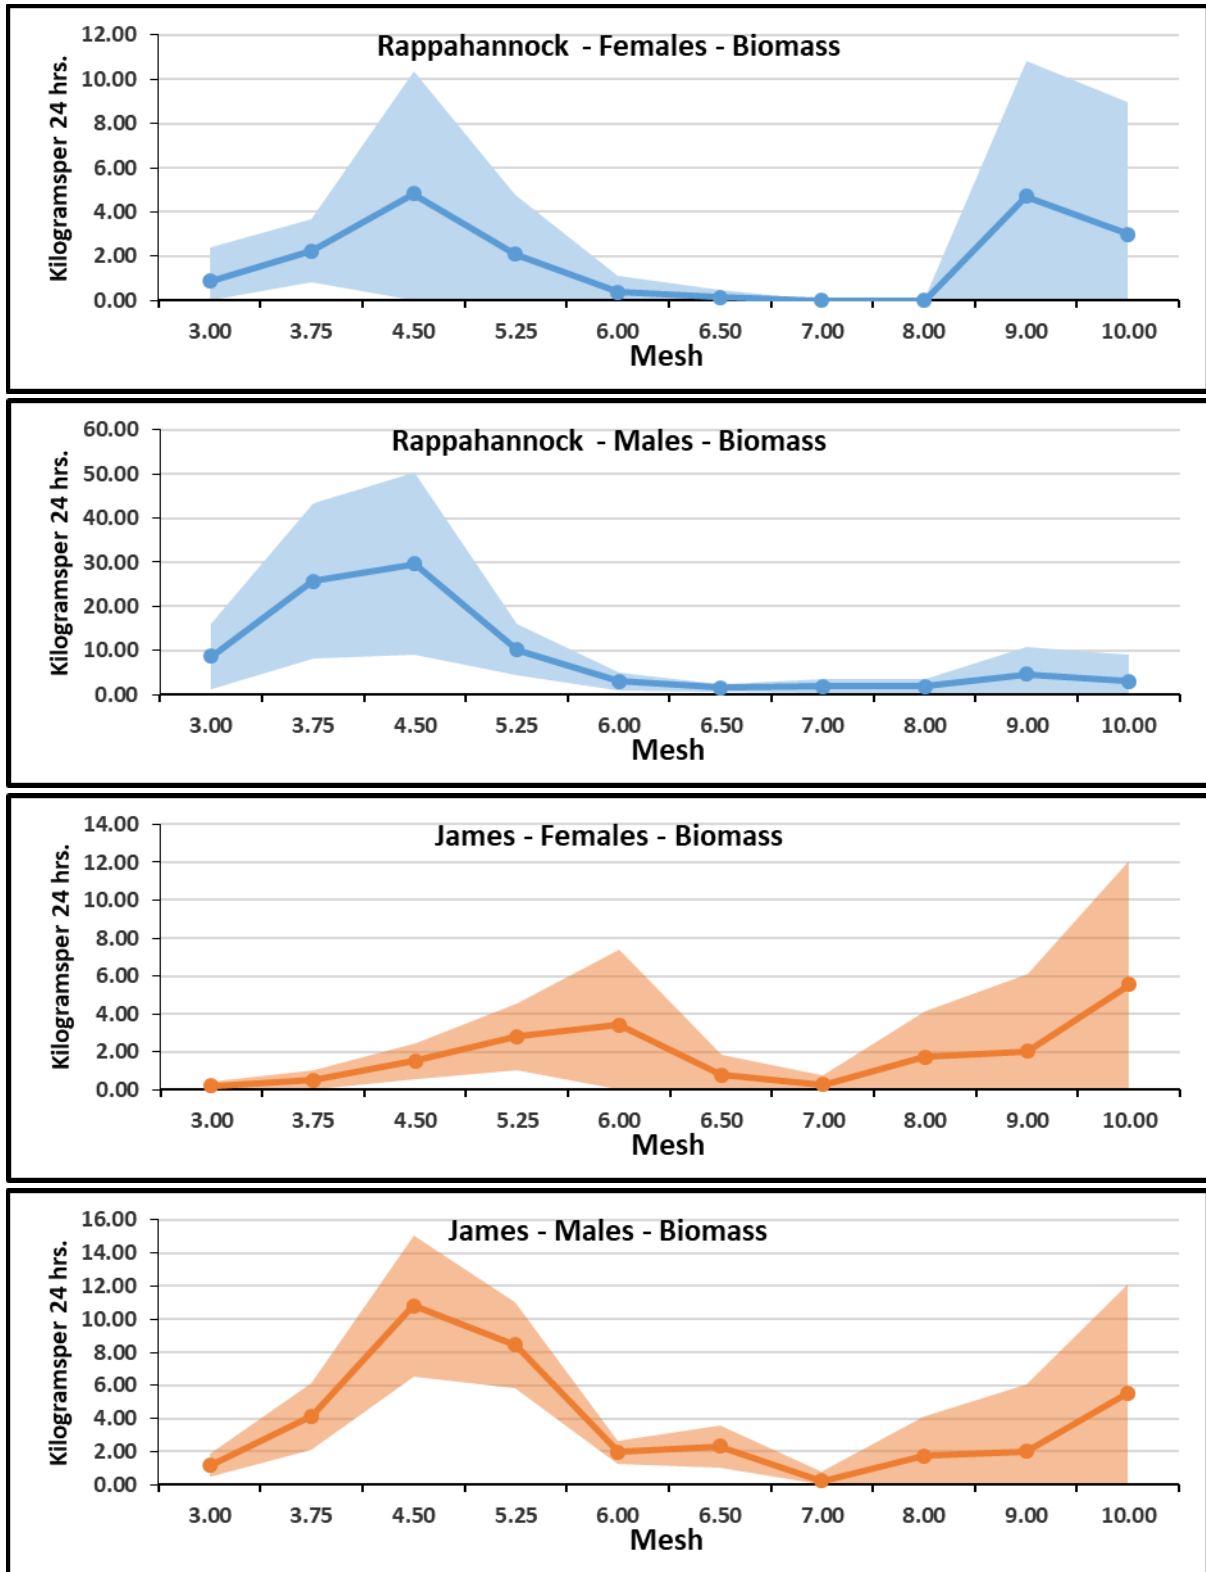 Rappahannock - Females - Biomass
Kilogramsper 24 hrs.
12.00
10.00
8.00
6.00
4.00
2.00
0.00
3.00 3.75 4.50 5.25 6.00 6.50 7.00 8.00 9.00 10.00
Mesh
Rappahannock - Males - Biomass
Kilogramsper 24 hrs.
60.00
50.00
40.00
30.00
20.00
10.00
0.00
3.00 3.75 4.50 5.25 6.00 6.50 7.00 8.00 9.00 10.00
Mesh
James - Females - Biomass
Kilogramsper 24 hrs.
14.00
12.00
10.00
8.00
6.00
4.00
2.00
0.00
3.00 3.75 4.50 5.25 6.00 6.50 7.00 8.00 9.00 10.00
Mesh
James - Males - Biomass
Kilogramsper 24 hrs.
16.00
14.00
12.00
10.00
8.00
6.00
4.00
2.00
0.00
3.00 3.75 4.50 5.25 6.00 6.50 7.00 8.00 9.00 10.00
Mesh